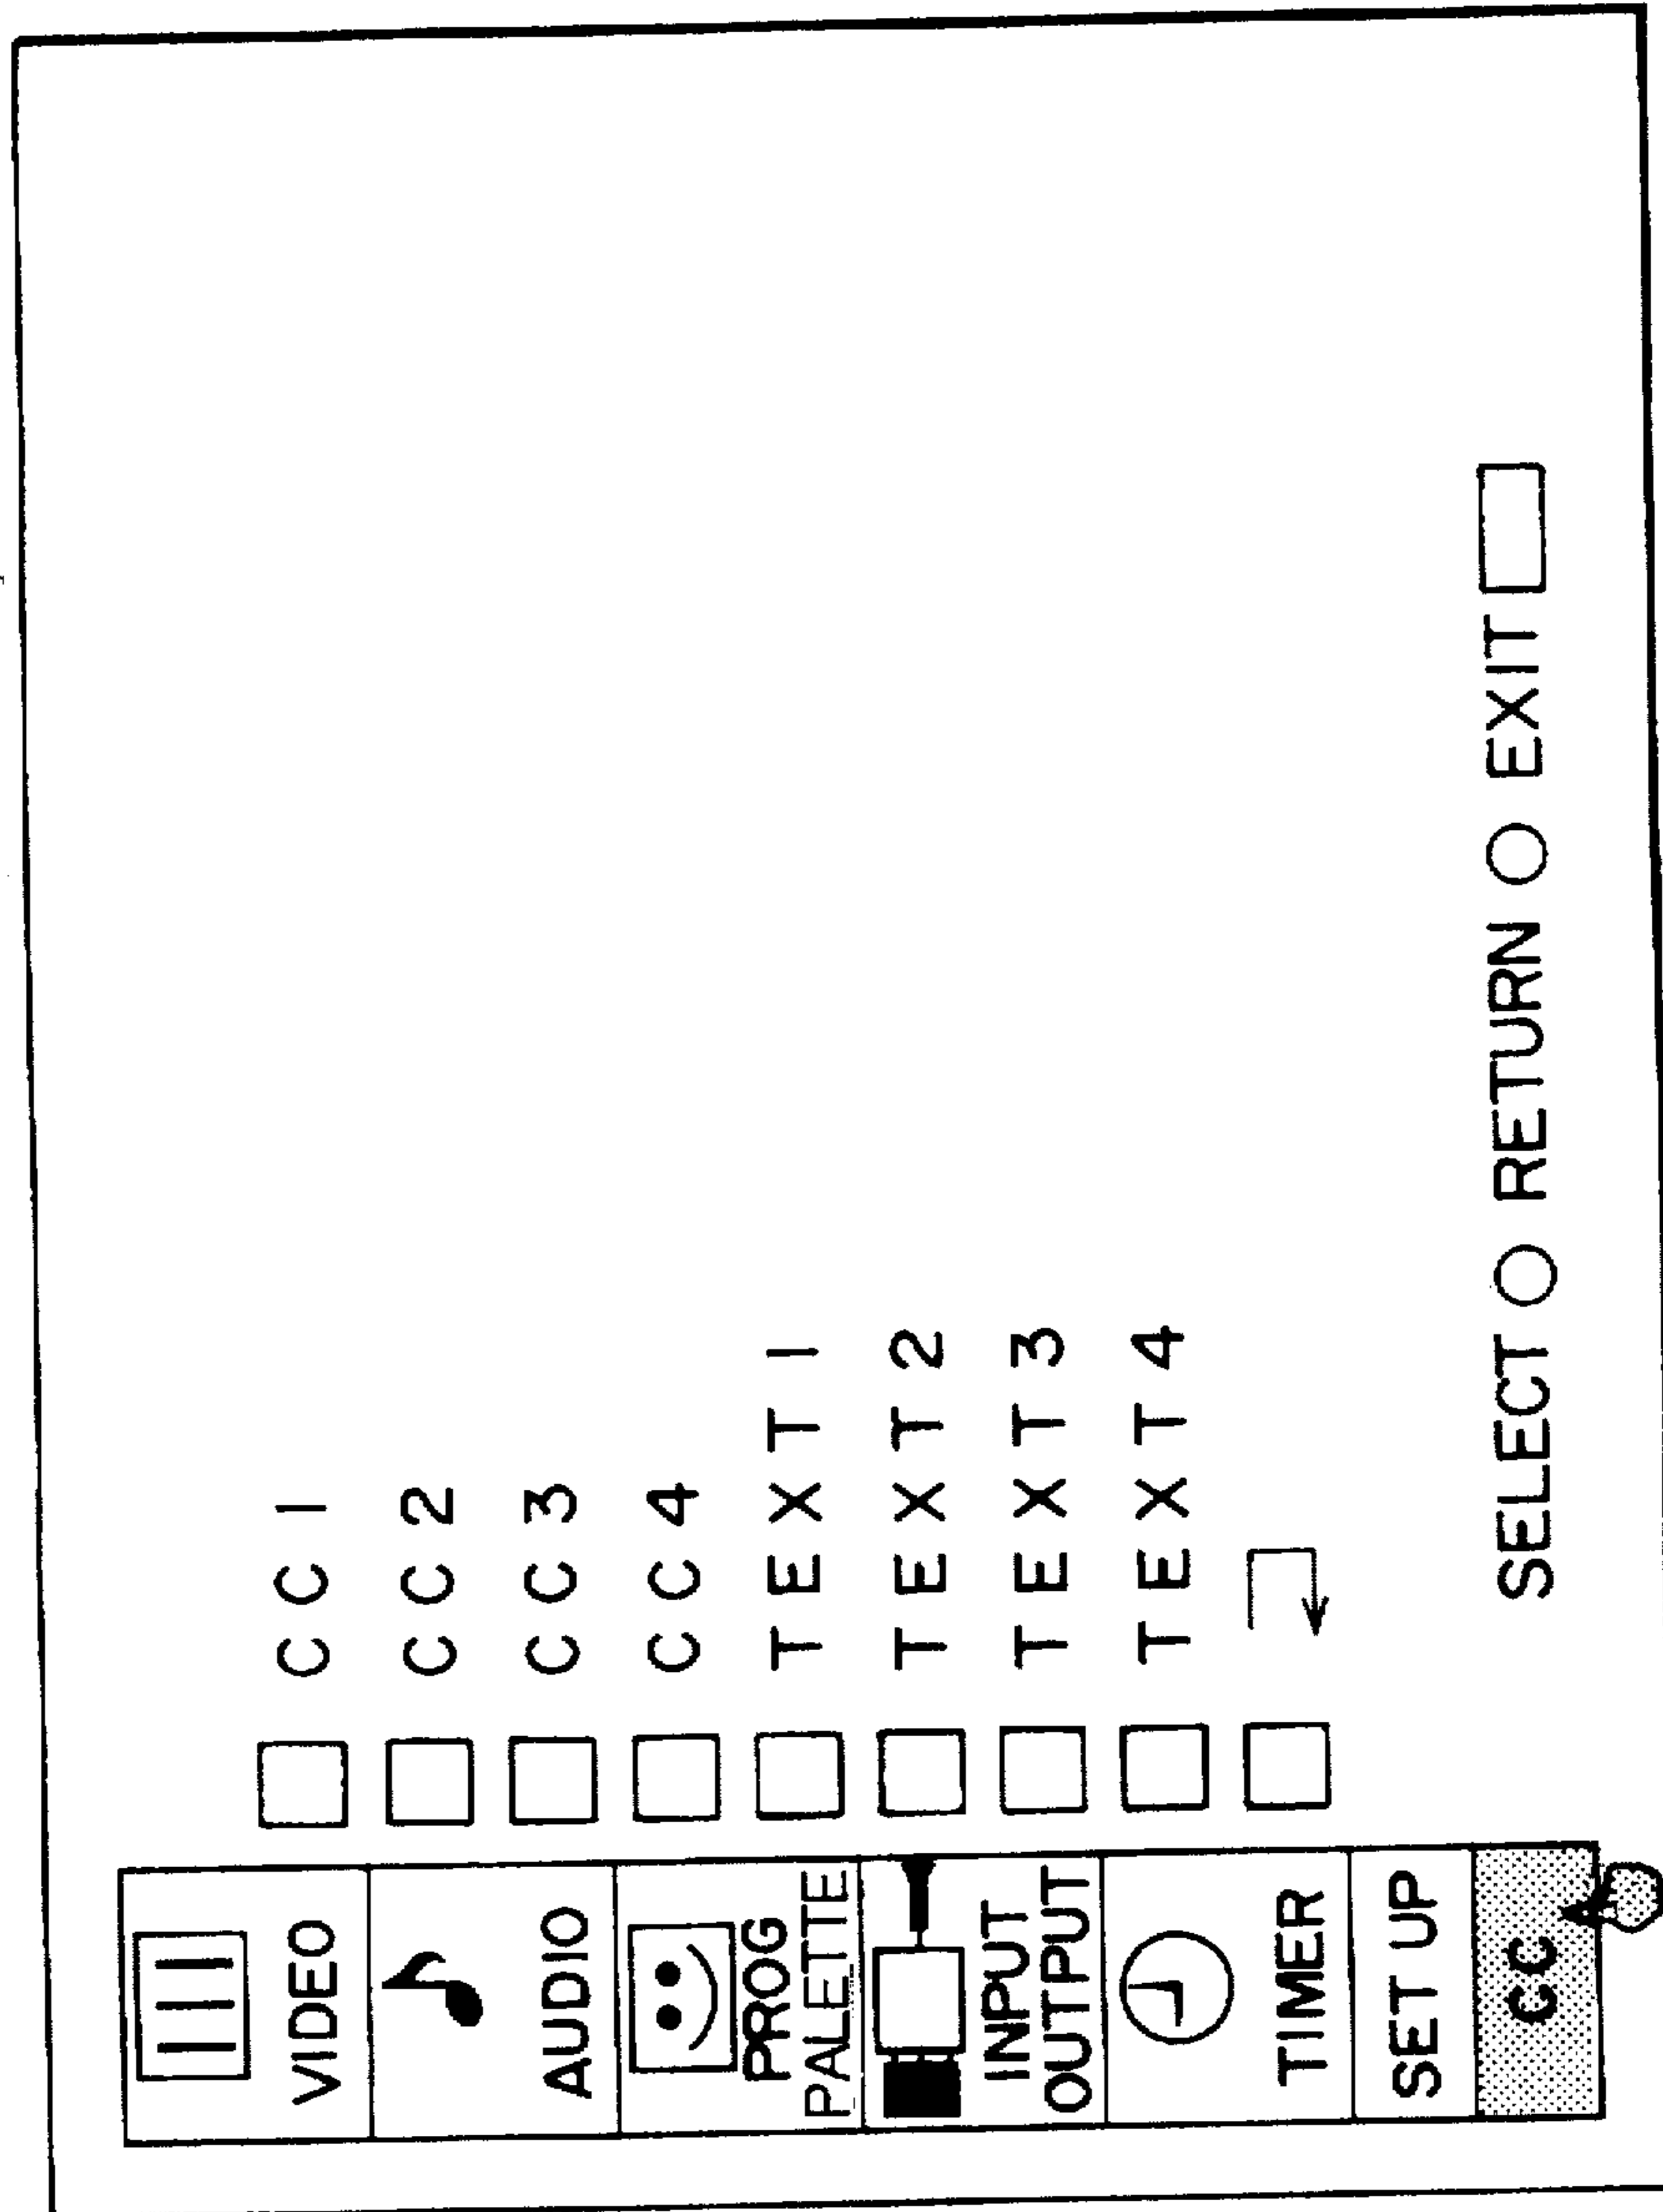 VIDEO
AUDIO
PROG
PALETTE
INPUT
OUTPUT
TIMER
SET UP
CC
CC1
CC2
CC3
CC4
TEXT1
TEXT2
TEXT3
TEXT4
SELECT RETURN EXIT